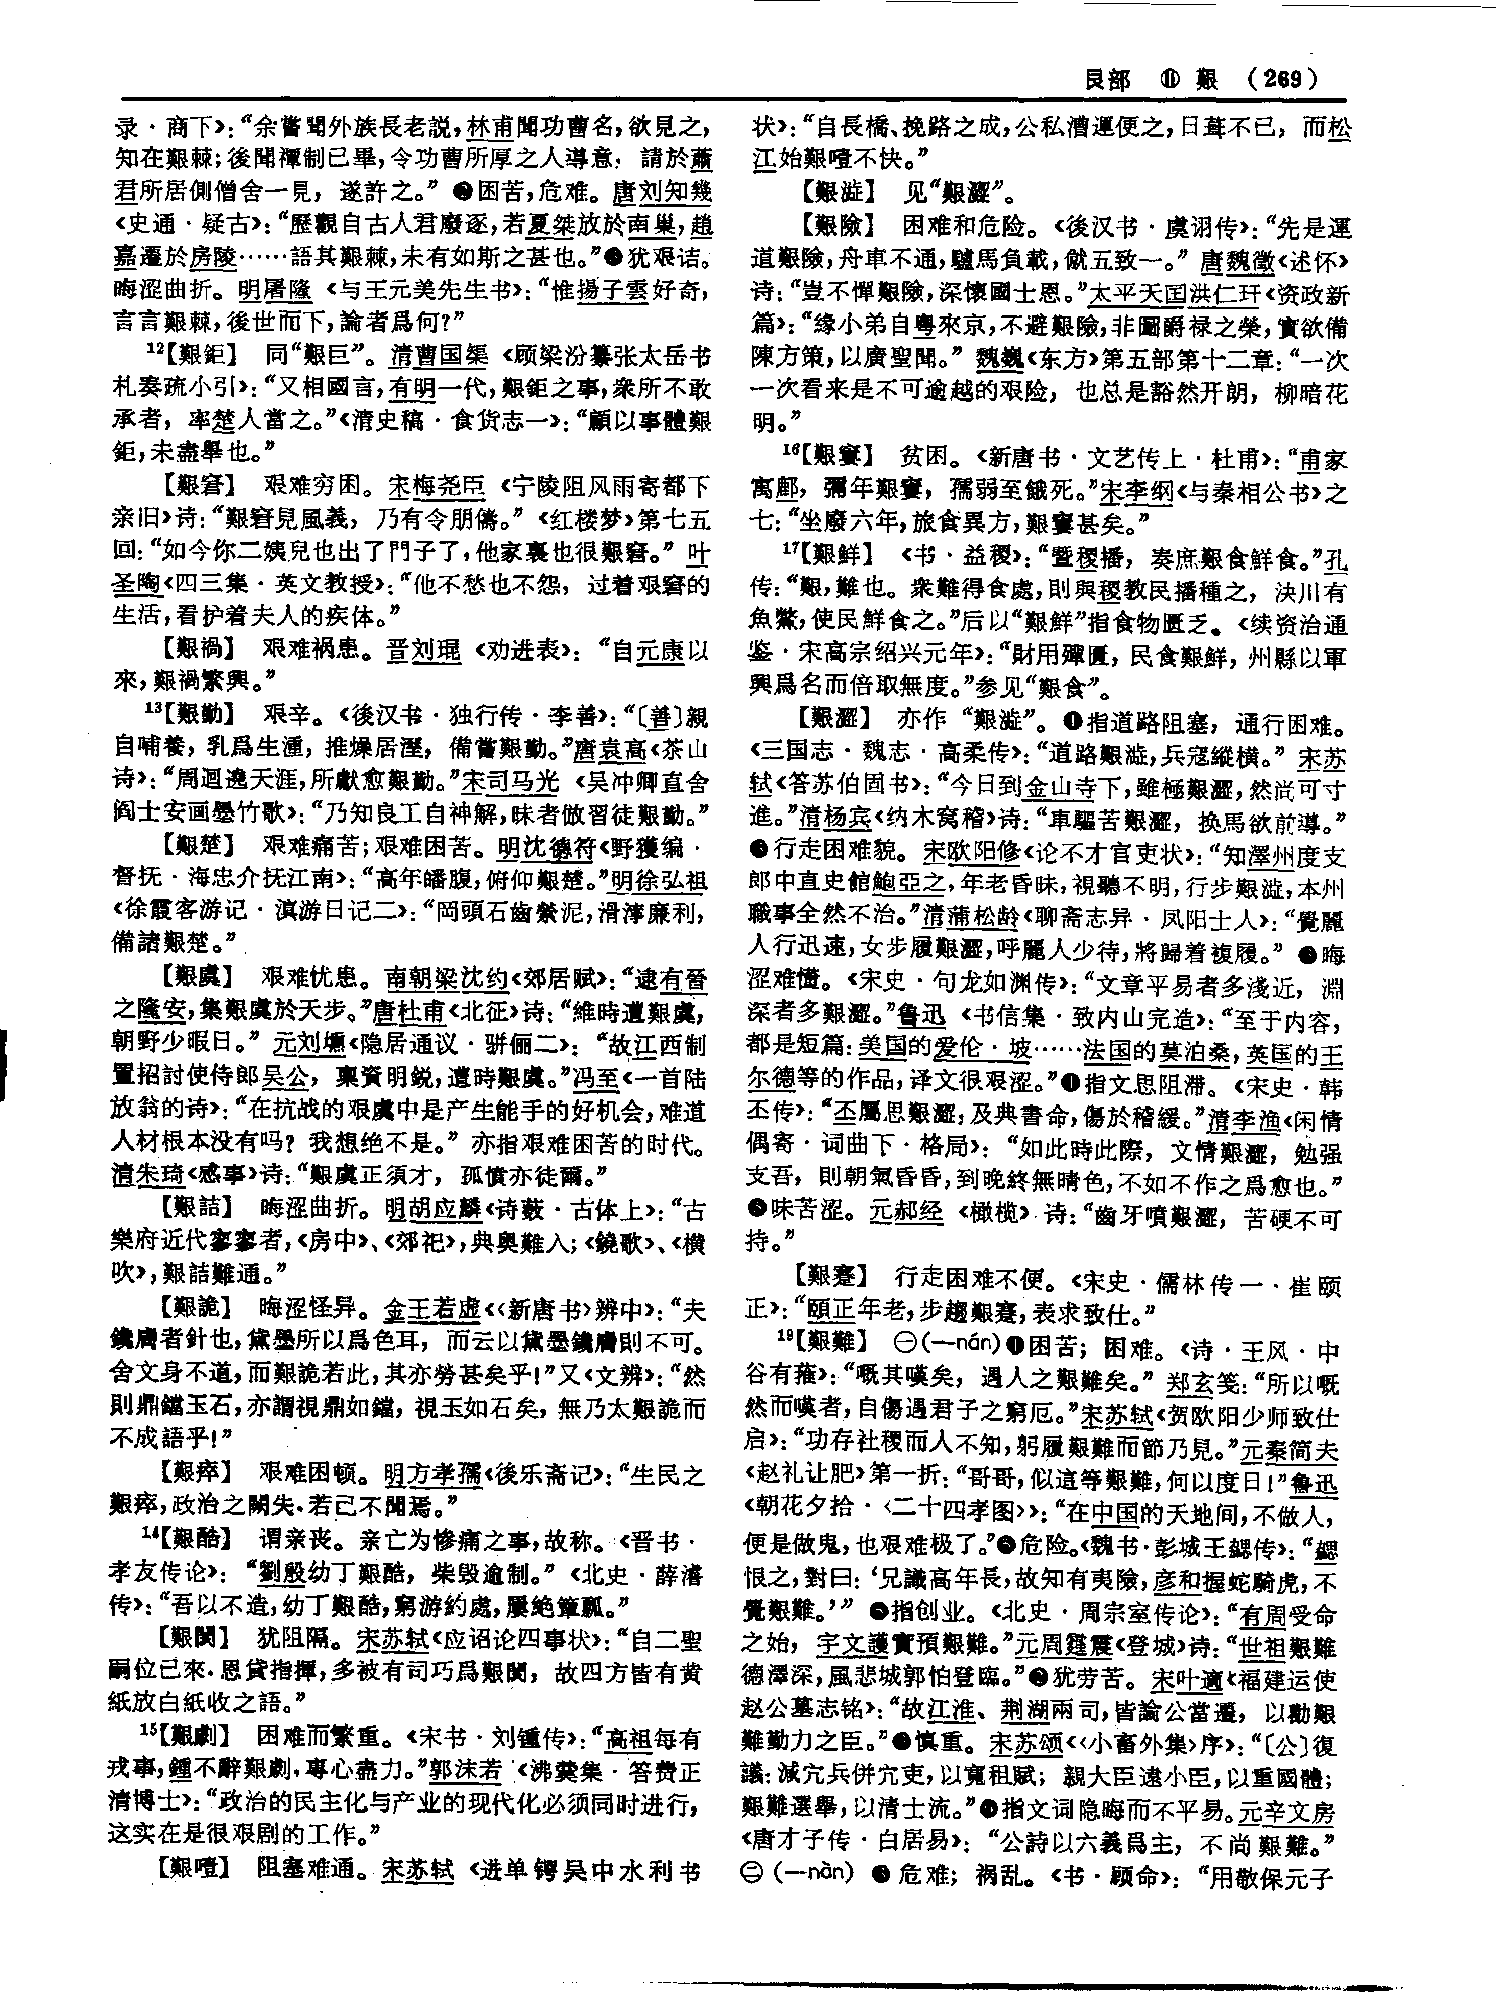 艮部　⑪　艱　（269）
录·商下》：“余嘗聞外族長老説，林甫聞功曹名，欲見之，
知在艱棘；後聞禫制已畢，令功曹所厚之人導意，請於蕭
君所居側僧舍一見，遂許之。”❷困苦，危难。唐刘知幾
《史通·疑古》：“歷觀自古人君廢逐，若夏桀放於南巢，趙
嘉遷於房陵……語其艱棘，未有如斯之甚也。”❸犹艰诘。
晦涩曲折。明屠隆《与王元美先生书》：“惟揚子雲好奇，
言言艱棘，後世而下，論者爲何？”
12【艱鉅】　同“艱巨”。清曹国榘《顾梁汾纂张太岳书
札奏疏小引》：“又相國言，有明一代，艱鉅之事，衆所不敢
承者，率楚人當之。”《清史稿·食货志一》：“顧以事體艱
鉅，未盡舉也。”
【艱窘】　艰难穷困。宋梅尧臣《宁陵阻风雨寄都下
亲旧》诗：“艱窘見風義，乃有令朋儔。”《红楼梦》第七五
回：“如今你二姨兒也出了門子了，他家裏也很艱窘。”叶
圣陶《四三集·英文教授》：“他不愁也不怨，过着艰窘的
生活，看护着夫人的疾体。”
【艱禍】　艰难祸患。晋刘琨《劝进表》：“自元康以
來，艱禍繁興。”
13【艱勤】　艰辛。《後汉书·独行传·李善》：“〔善〕親
自哺養，乳爲生湩，推燥居溼，備嘗艱勤。”唐袁高《茶山
诗》：“周迴遶天涯，所獻愈艱勤。”宋司马光《吴冲卿直舍
阎士安画墨竹歌》：“乃知良工自神解，昧者倣習徒艱勤。”
【艱楚】　艰难痛苦；艰难困苦。明沈德符《野獲编·
督抚·海忠介抚江南》：“高年皤腹，俯仰艱楚。”明徐弘祖
《徐霞客游记·滇游日记二》：“岡頭石齒縈泥，滑濘廉利，
備諸艱楚。”
【艱虞】　艰难忧患。南朝梁沈约《郊居赋》：“逮有晉
之隆安，集艱虞於天步。”唐杜甫《北征》诗：“維時遭艱虞，
朝野少暇日。”元刘壎《隐居通议·骈俪二》：“故江西制
置招討使侍郎吴公，稟資明鋭，遭時艱虞。”冯至《一首陆
放翁的诗》：“在抗战的艰虞中是产生能手的好机会，难道
人材根本没有吗？我想绝不是。”亦指艰难困苦的时代。
清朱琦《感事》诗：“艱虞正須才，孤憤亦徒爾。”
【艱詰】　晦涩曲折。明胡应麟《诗薮·古体上》：“古
樂府近代寥寥者，《房中》、《郊祀》，典奥難入；《鐃歌》、《横
吹》，艱詰難通。”
【艱詭】　晦涩怪异。金王若虚《〈新唐书〉辨中》：“夫
鑱膚者針也，黛墨所以爲色耳，而云以黛墨鑱膚則不可。
舍文身不道，而艱詭若此，其亦勞甚矣乎！”又《文辨》：“然
則鼎鐺玉石，亦謂視鼎如鐺，視玉如石矣，無乃太艱詭而
不成語乎！”
【艱瘁】　艰难困顿。明方孝孺《後乐斋记》：“生民之
艱瘁，政治之闕失，若已不聞焉。”
14【艱酷】　谓亲丧。亲亡为惨痛之事，故称。《晋书·
孝友传论》：“劉殷幼丁艱酷，柴毁逾制。”《北史·薛濬
传》：“吾以不造，幼丁艱酷，窮游約處，屢絶簞瓢。”
【艱閡】　犹阻隔。宋苏轼《应诏论四事状》：“自二聖
嗣位已來，恩貸指揮，多被有司巧爲艱閡，故四方皆有黄
紙放白紙收之語。”
15【艱劇】　困难而繁重。《宋书·刘锺传》：“高祖每有
戎事，鍾不辭艱劇，專心盡力。”郭沫若《沸羹集·答费正
清博士》：“政治的民主化与产业的现代化必须同时进行，
这实在是很艰剧的工作。”
【艱噎】　阻塞难通。宋苏轼《进单锷吴中水利书
状》：“自長橋、挽路之成，公私漕運便之，日葺不已，而松
江始艱噎不快。”
【艱澁】　见“艱澀”。
【艱險】　困难和危险。《後汉书·虞诩传》：“先是運
道艱險，舟車不通，驢馬負載，僦五致一。”唐魏徵《述怀》
诗：“豈不憚艱險，深懷國士恩。”太平天囯洪仁玕《资政新
篇》：“缘小弟自粤來京，不避艱險，非圖爵禄之榮，實欲備
陳方策，以廣聖聞。”魏巍《东方》第五部第十二章：“一次
一次看来是不可逾越的艰险，也总是豁然开朗，柳暗花
明。”
16【艱窶】　贫困。《新唐书·文艺传上·杜甫》：“甫家
寓鄜，彌年艱窶，孺弱至餓死。”宋李纲《与秦相公书》之
七：“坐廢六年，旅食異方，艱窶甚矣。”
17【艱鮮】　《书·益稷》：“暨稷播，奏庶艱食鮮食。”孔
传：“艱，難也。衆難得食處，則與稷教民播種之，决川有
魚鱉，使民鮮食之。”后以“艱鮮”指食物匮乏。《续资治通
鉴·宋高宗绍兴元年》：“財用殫匱，民食艱鮮，州縣以軍
興爲名而倍取無度。”参见“艱食”。
【艱澀】　亦作“艱澁”。❶指道路阻塞，通行困难。
《三国志·魏志·高柔传》：“道路艱澁，兵寇縱横。”宋苏
轼《答苏伯固书》：“今日到金山寺下，雖極艱澀，然尚可寸
進。”清杨宾《纳木窝稽》诗：“車驅苦艱澀，换馬欲前導。”
❷行走困难貌。宋欧阳修《论不才官吏状》：“知澤州度支
郎中直史館鮑亞之，年老昏昧，視聽不明，行步艱澁，本州
職事全然不治。”清蒲松龄《聊斋志异·凤阳士人》：“覺麗
人行迅速，女步履艱澀，呼麗人少待，將歸着複履。”❸晦
涩难懂。《宋史·句龙如渊传》：“文章平易者多淺近，淵
深者多艱澀。”鲁迅《书信集·致内山完造》：“至于内容，
都是短篇：美国的爱伦·坡……法国的莫泊桑，英国的王
尔德等的作品，译文很艰涩。”❹指文思阻滞。《宋史·韩
丕传》：“丕屬思艱澀，及典書命，傷於稽緩。”清李渔《闲情
偶寄·词曲下·格局》：“如此時此際，文情艱澀，勉强
支吾，則朝氣昏昏，到晚終無晴色，不如不作之爲愈也。”
❺味苦涩。元郝经《橄榄》诗：“齒牙噴艱澀，苦硬不可
持。”
【艱蹇】　行走困难不便。《宋史·儒林传一·崔颐
正》：“頤正年老，步趨艱蹇，表求致仕。”
19【艱難】　㊀（—nán）❶困苦；困难。《诗·王风·中
谷有蓷》：“嘅其嘆矣，遇人之艱難矣。”郑玄笺：“所以嘅
然而嘆者，自傷遇君子之窮厄。”宋苏轼《贺欧阳少师致仕
启》：“功存社稷而人不知，躬履艱難而節乃見。”元秦简夫
《赵礼让肥》第一折：“哥哥，似這等艱難，何以度日！”鲁迅
《朝花夕拾·〈二十四孝图〉》：“在中国的天地间，不做人，
便是做鬼，也艰难极了。”❷危险。《魏书·彭城王勰传》：“勰
恨之，對曰：‘兄識高年長，故知有夷險，彦和握蛇騎虎，不
覺艱難。’”❸指创业。《北史·周宗室传论》：“有周受命
之始，宇文護實預艱難。”元周霆震《登城》诗：“世祖艱難
德澤深，風悲城郭怕登臨。”❹犹劳苦。宋叶適《福建运使
赵公墓志铭》：“故江淮、荆湖兩司，皆論公當遷，以勸艱
難勤力之臣。”❺慎重。宋苏颂《〈小畜外集〉序》：“〔公〕復
議：減宂兵併宂吏，以寬租賦；親大臣遠小臣，以重國體；
艱難選舉，以清士流。”❻指文词隐晦而不平易。元辛文房
《唐才子传·白居易》：“公詩以六義爲主，不尚艱難。”
㊁（—nàn）❶危难；祸乱。《书·顾命》：“用敬保元子